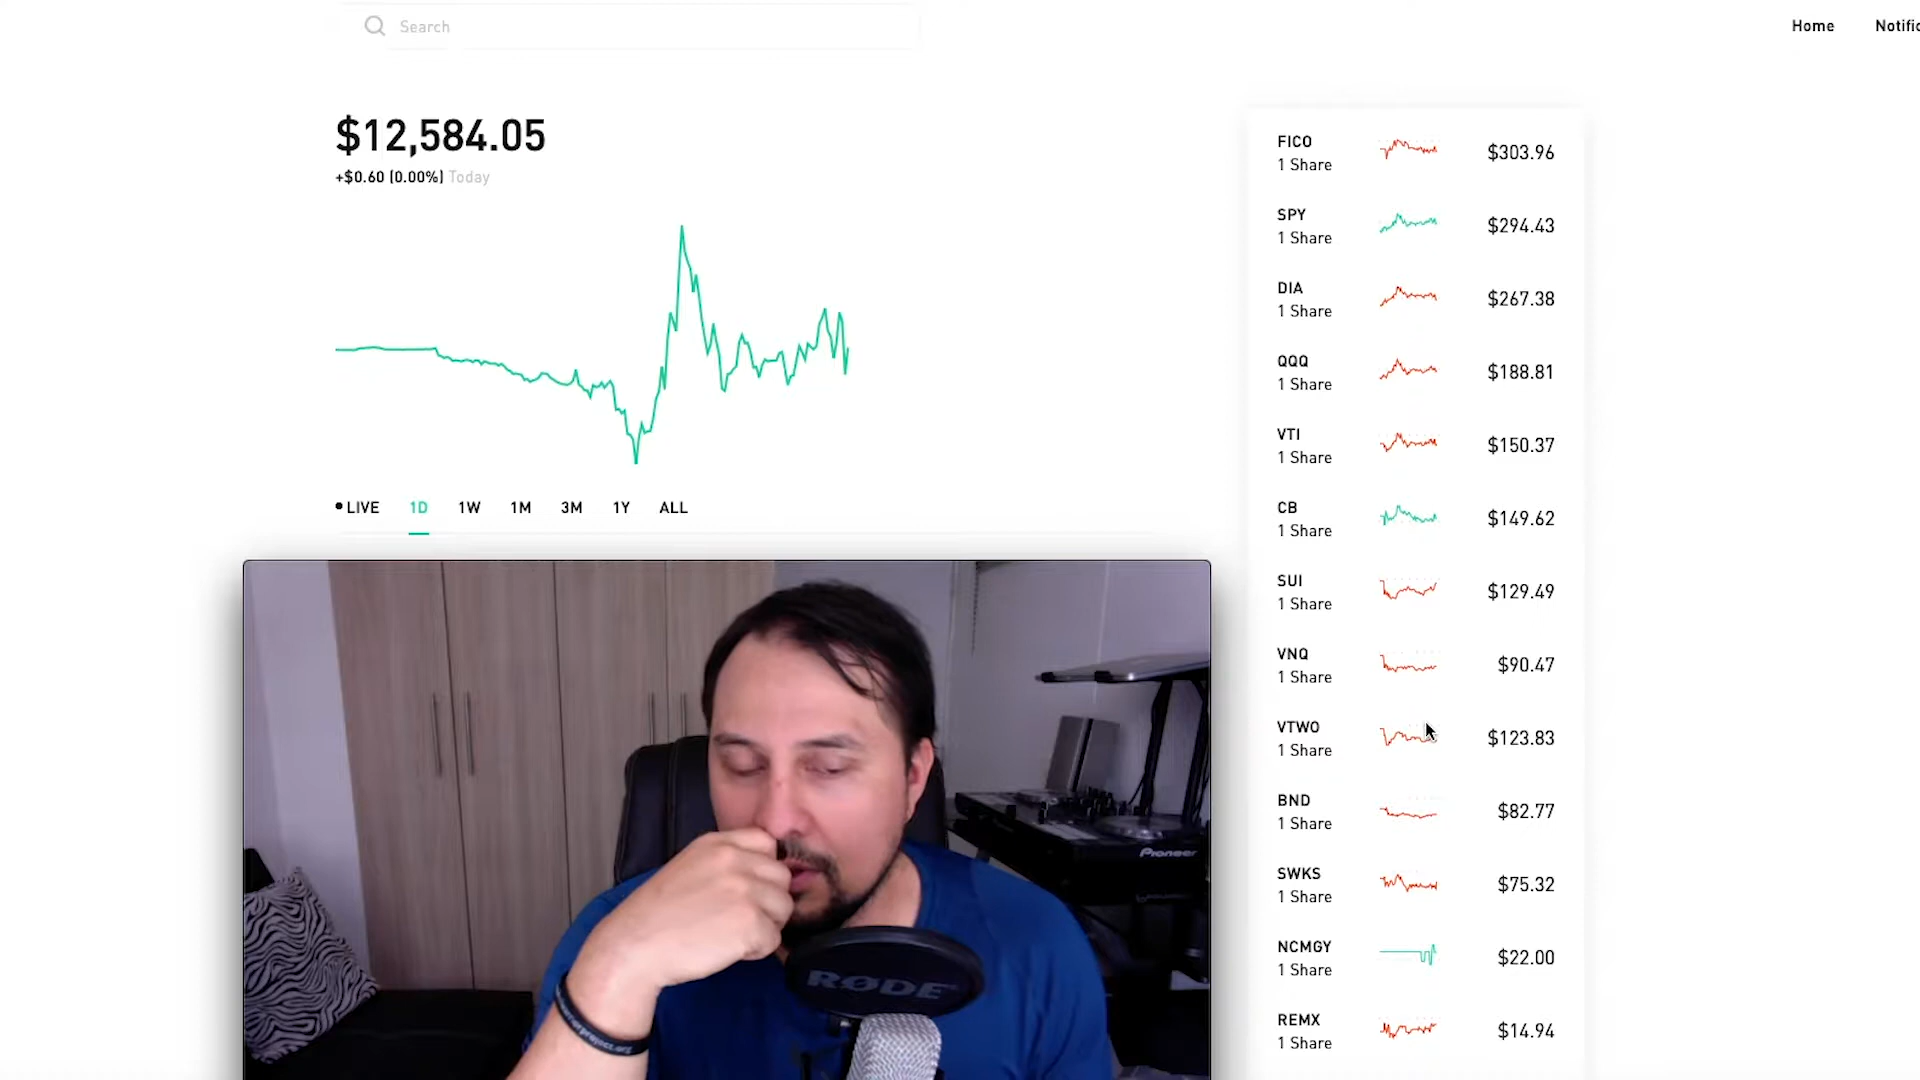 Search
Home
$12,584.05
+$0.60 (0.00%) Today
LIVE 1D 1W 1M 3M 1Y ALL
FICO
1 Share
$303.96
SPY
1 Share
$294.43
DIA
1 Share
$267.38
QQQ
1 Share
$188.81
VTI
1 Share
$150.37
CB
1 Share
$149.62
SUI
1 Share
$129.49
VNQ
1 Share
$90.47
VTWO
1 Share
$123.83
BND
1 Share
$82.77
SWKS
1 Share
$75.32
NCMGY
1 Share
$22.00
REMX
1 Share
$14.94
Pioneer
RØDE